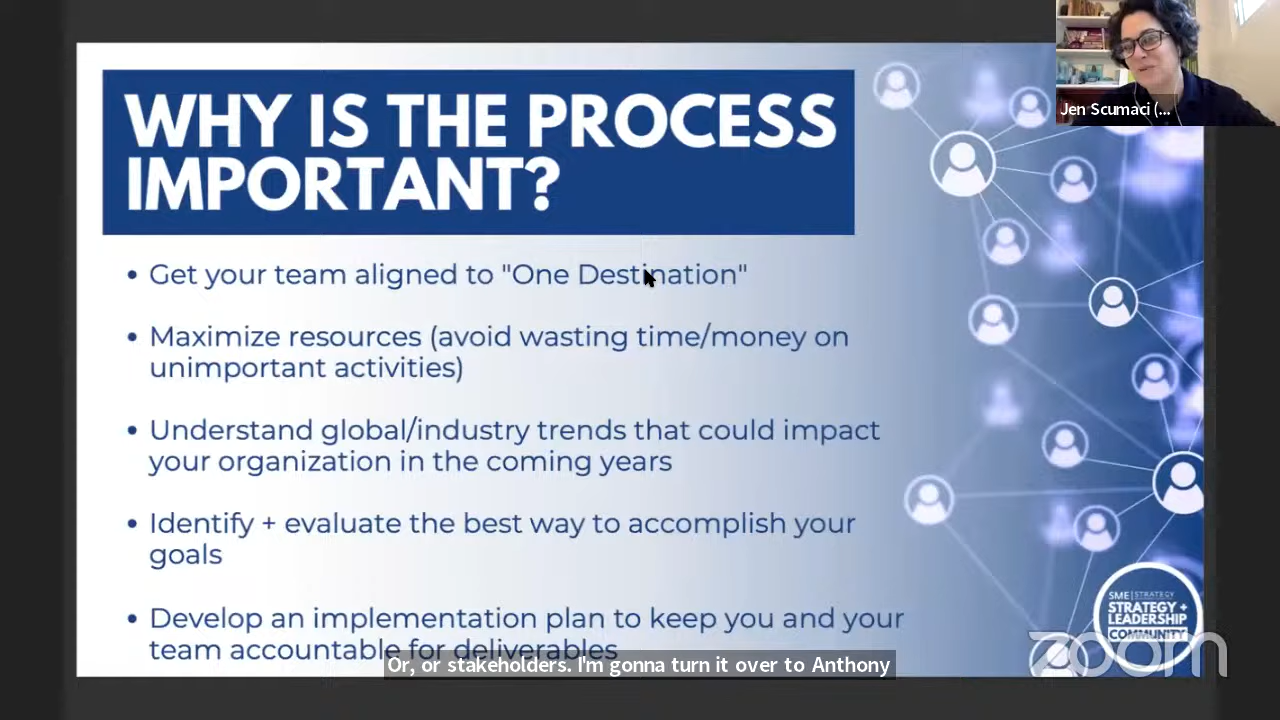 WHY IS THE PROCESS
IMPORTANT?
Jen Scumaci (...
• Get your team aligned to "One Destination"
• Maximize resources (avoid wasting time/money on
unimportant activities)
• Understand global/industry trends that could impact
your organization in the coming years
• Identify + evaluate the best way to accomplish your
goals
• Develop an implementation plan to keep you and your
team accountable for deliverables
SME | STRATEGY
STRATEGY +
LEADERSHIP
COMMUNITY
zoom
Or, or stakeholders. I'm gonna turn it over to Anthony